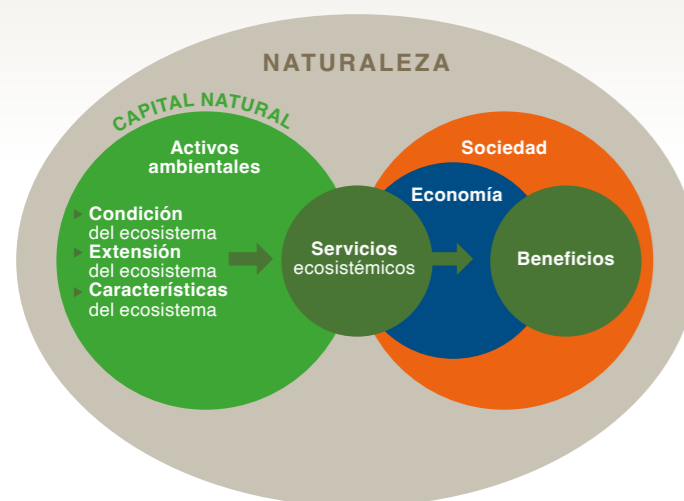 NATURALEZA
CAPITAL NATURAL
Activos
ambientales
Condición
del ecosistema
Extensión
del ecosistema
Características
del ecosistema
Servicios
ecosistémicos
Sociedad
Economía
Beneficios